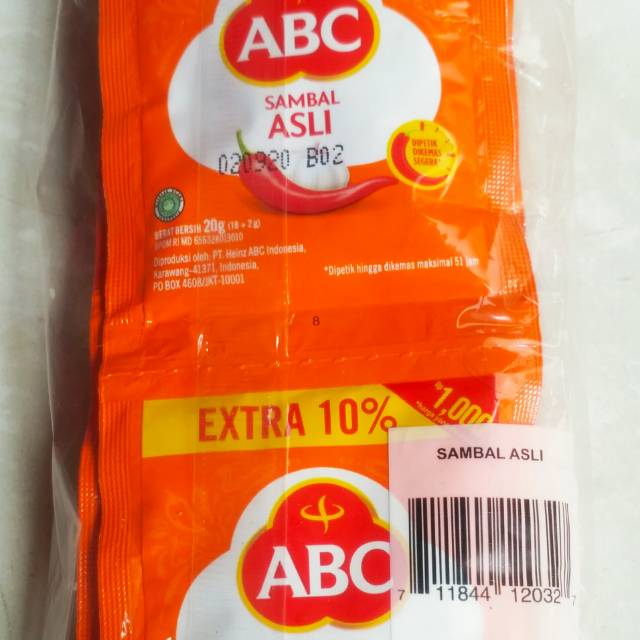 ABC
SAMBAL
ASLI
020920 B02
DIPETIK
DIKEMAS
SEGERA*
BERAT BERSIH 20g (18 + 2g)
BPOM RI MD
Diproduksi oleh: PT. Heinz ABC Indonesia,
Karawang-41371, Indonesia,
PO BOX 4608/JKT-10001
*Dipetik hingga dikemas maksimal 51 jam
8
EXTRA 10%
Rp1,000
ABC
SAMBAL ASLI
7 11844 12032 7